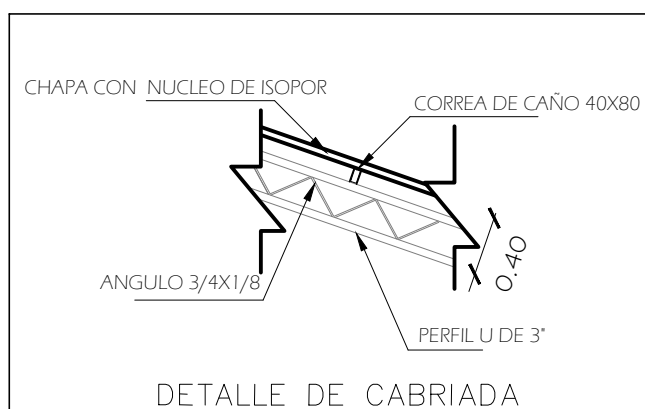 CHAPA CON NUCLEO DE ISOPOR
CORREA DE CAÑO 40X80
0.40
ANGULO 3/4X1/8
PERFIL U DE 3"
DETALLE DE CABRIADA